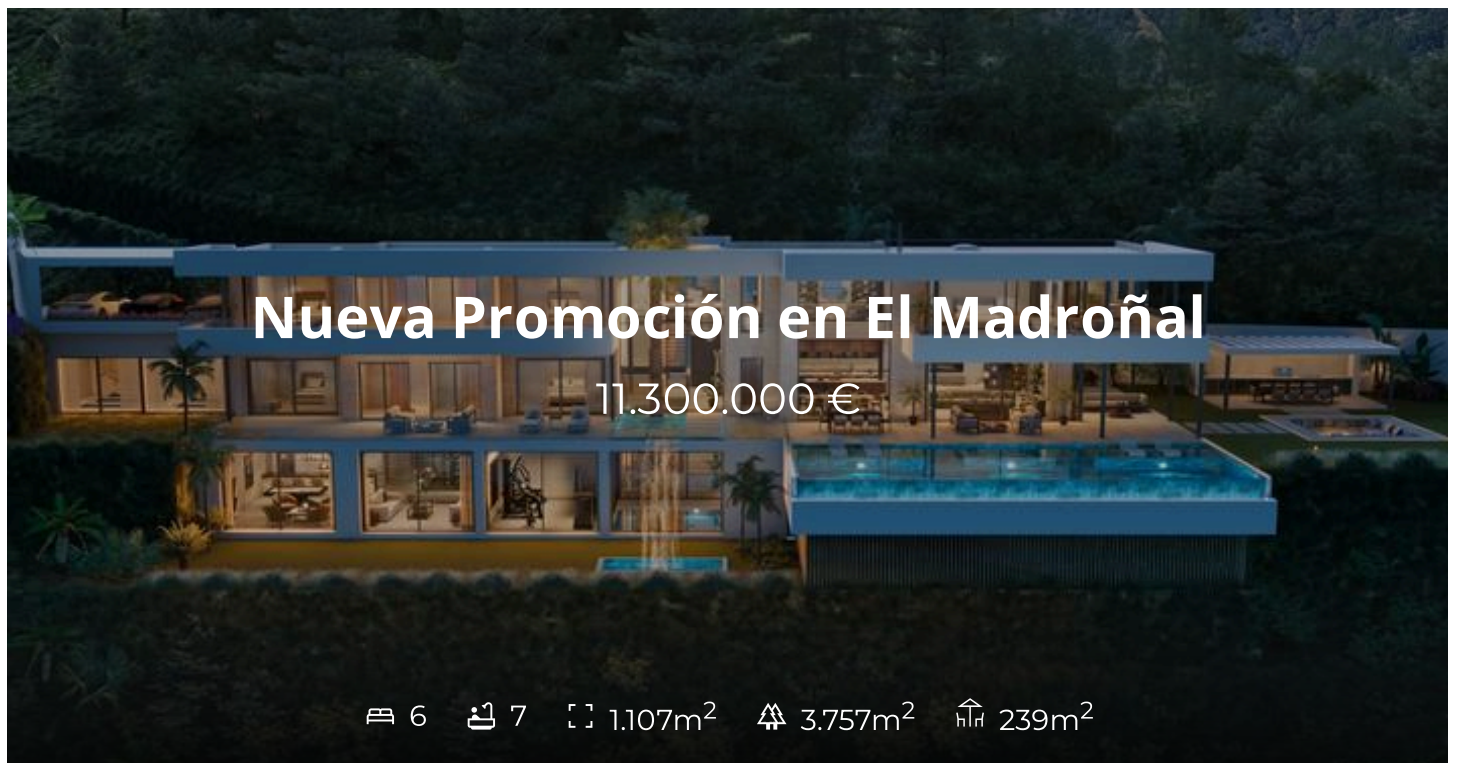 Nueva Promoción en El Madroñal
11.300.000 €
6 7 1.107m² 3.757m² 239m²